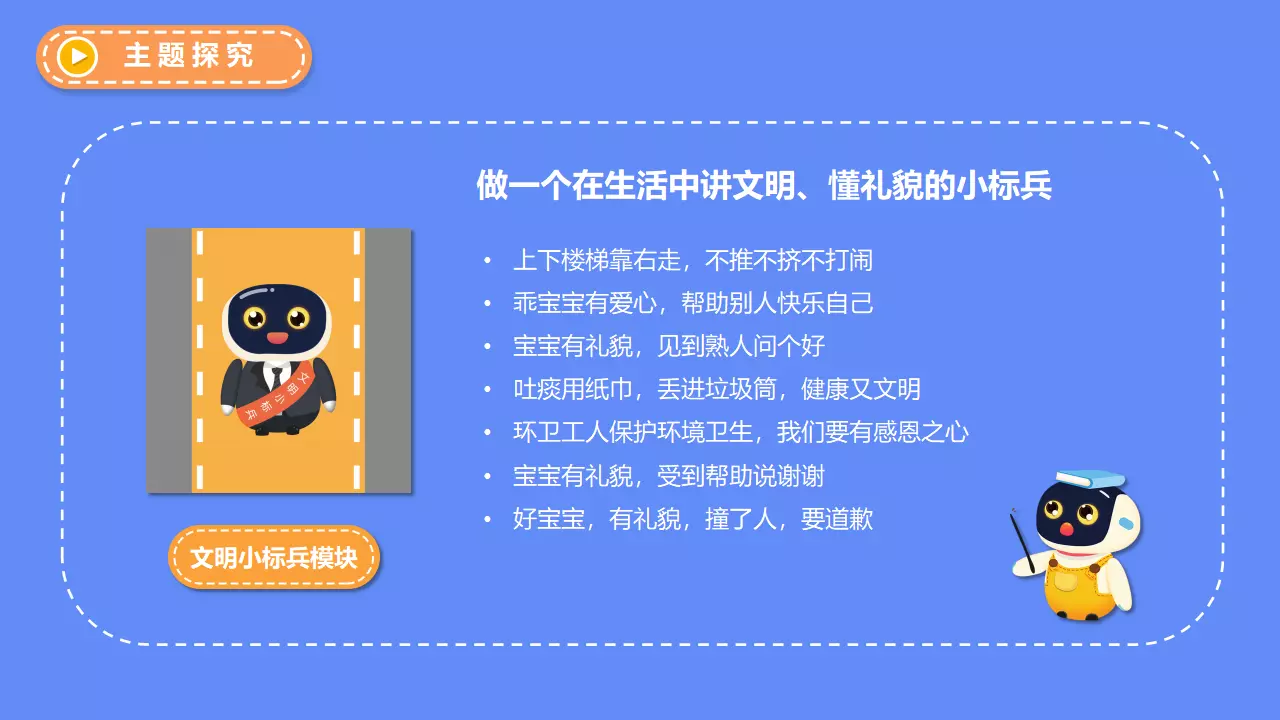 主题探究
做一个在生活中讲文明、懂礼貌的小标兵
• 上下楼梯靠右走，不推不挤不打闹
• 乖宝宝有爱心，帮助别人快乐自己
• 宝宝有礼貌，见到熟人问个好
• 吐痰用纸巾，丢进垃圾筒，健康又文明
• 环卫工人保护环境卫生，我们要有感恩之心
• 宝宝有礼貌，受到帮助说谢谢
• 好宝宝，有礼貌，撞了人，要道歉
文明小标兵
文明小标兵模块